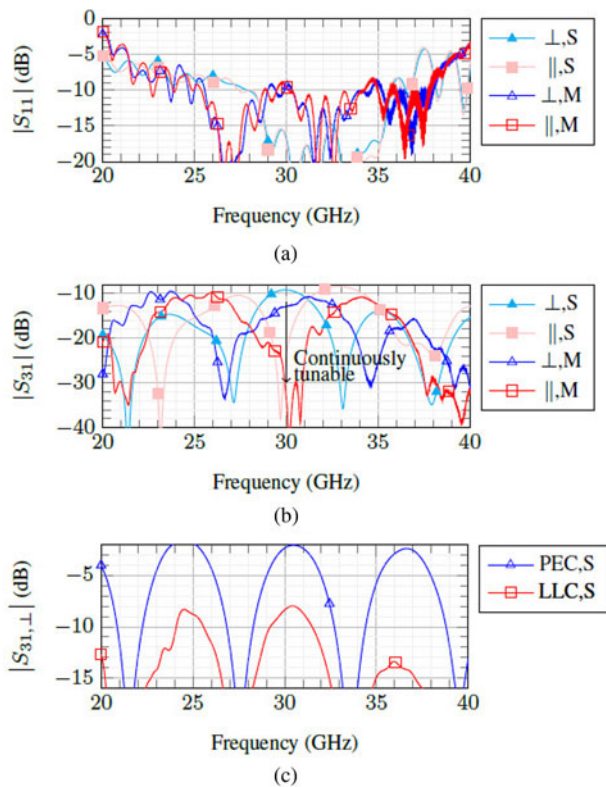 0
−5
−10
−15
−20
|S11| (dB)
20 25 30 35 40
Frequency (GHz)
⊥,S
∥,S
⊥,M
∥,M
(a)
−10
−20
−30
−40
|S31| (dB)
Continuously
tunable
20 25 30 35 40
Frequency (GHz)
⊥,S
∥,S
⊥,M
∥,M
(b)
−5
−10
−15
|S31,⊥| (dB)
20 25 30 35 40
Frequency (GHz)
PEC,S
LLC,S
(c)